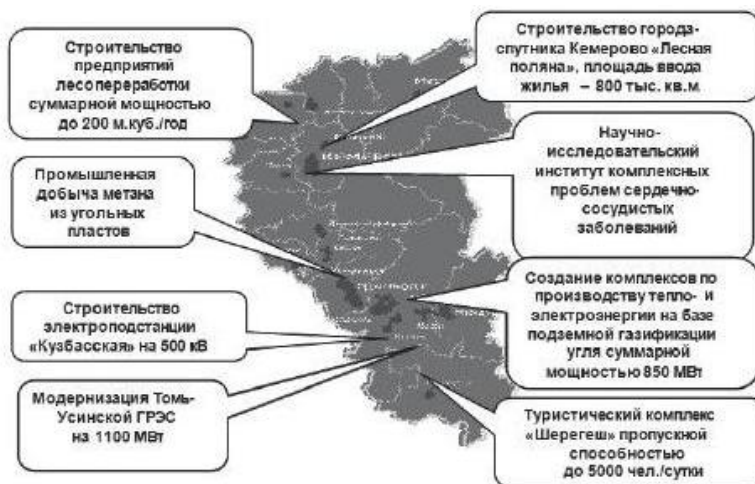 Строительство
предприятий
лесопереработки
суммарной мощностью
до 200 м.куб./год
Строительство города-
спутника Кемерово «Лесная
поляна», площадь ввода
жилья – 800 тыс. кв.м
Научно-
исследовательский
институт комплексных
проблем сердечно-
сосудистых
заболеваний
Промышленная
добыча метана
из угольных
пластов
Создание комплексов по
производству тепло- и
электроэнергии на базе
подземной газификации
угля суммарной
мощностью 850 МВт
Строительство
электроподстанции
«Кузбасская» на 500 кВ
Модернизация Томь-
Усинской ГРЭС
на 1100 МВт
Туристический комплекс
«Шерегеш» пропускной
способностью
до 5000 чел./сутки